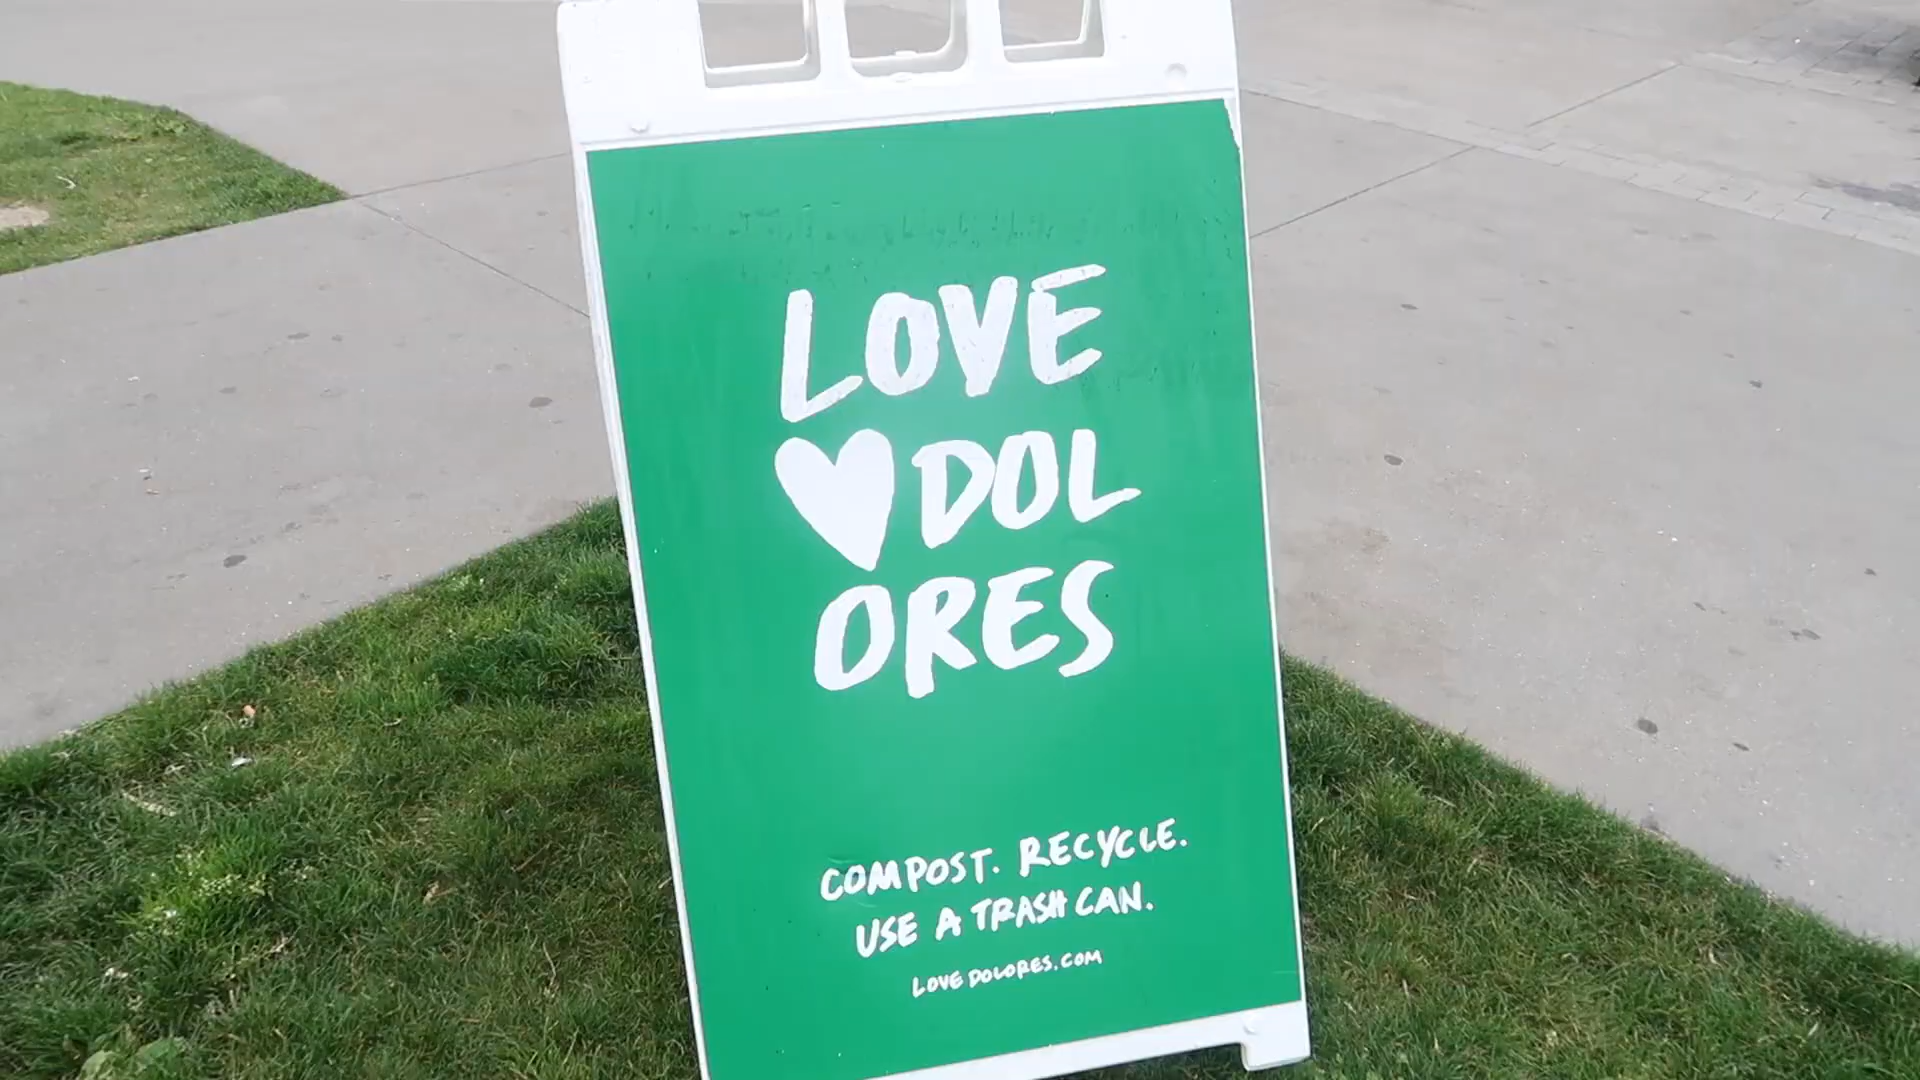 LOVE
DOL
ORES
COMPOST. RECYCLE.
USE A TRASH CAN.
LOVEDOLORES.COM